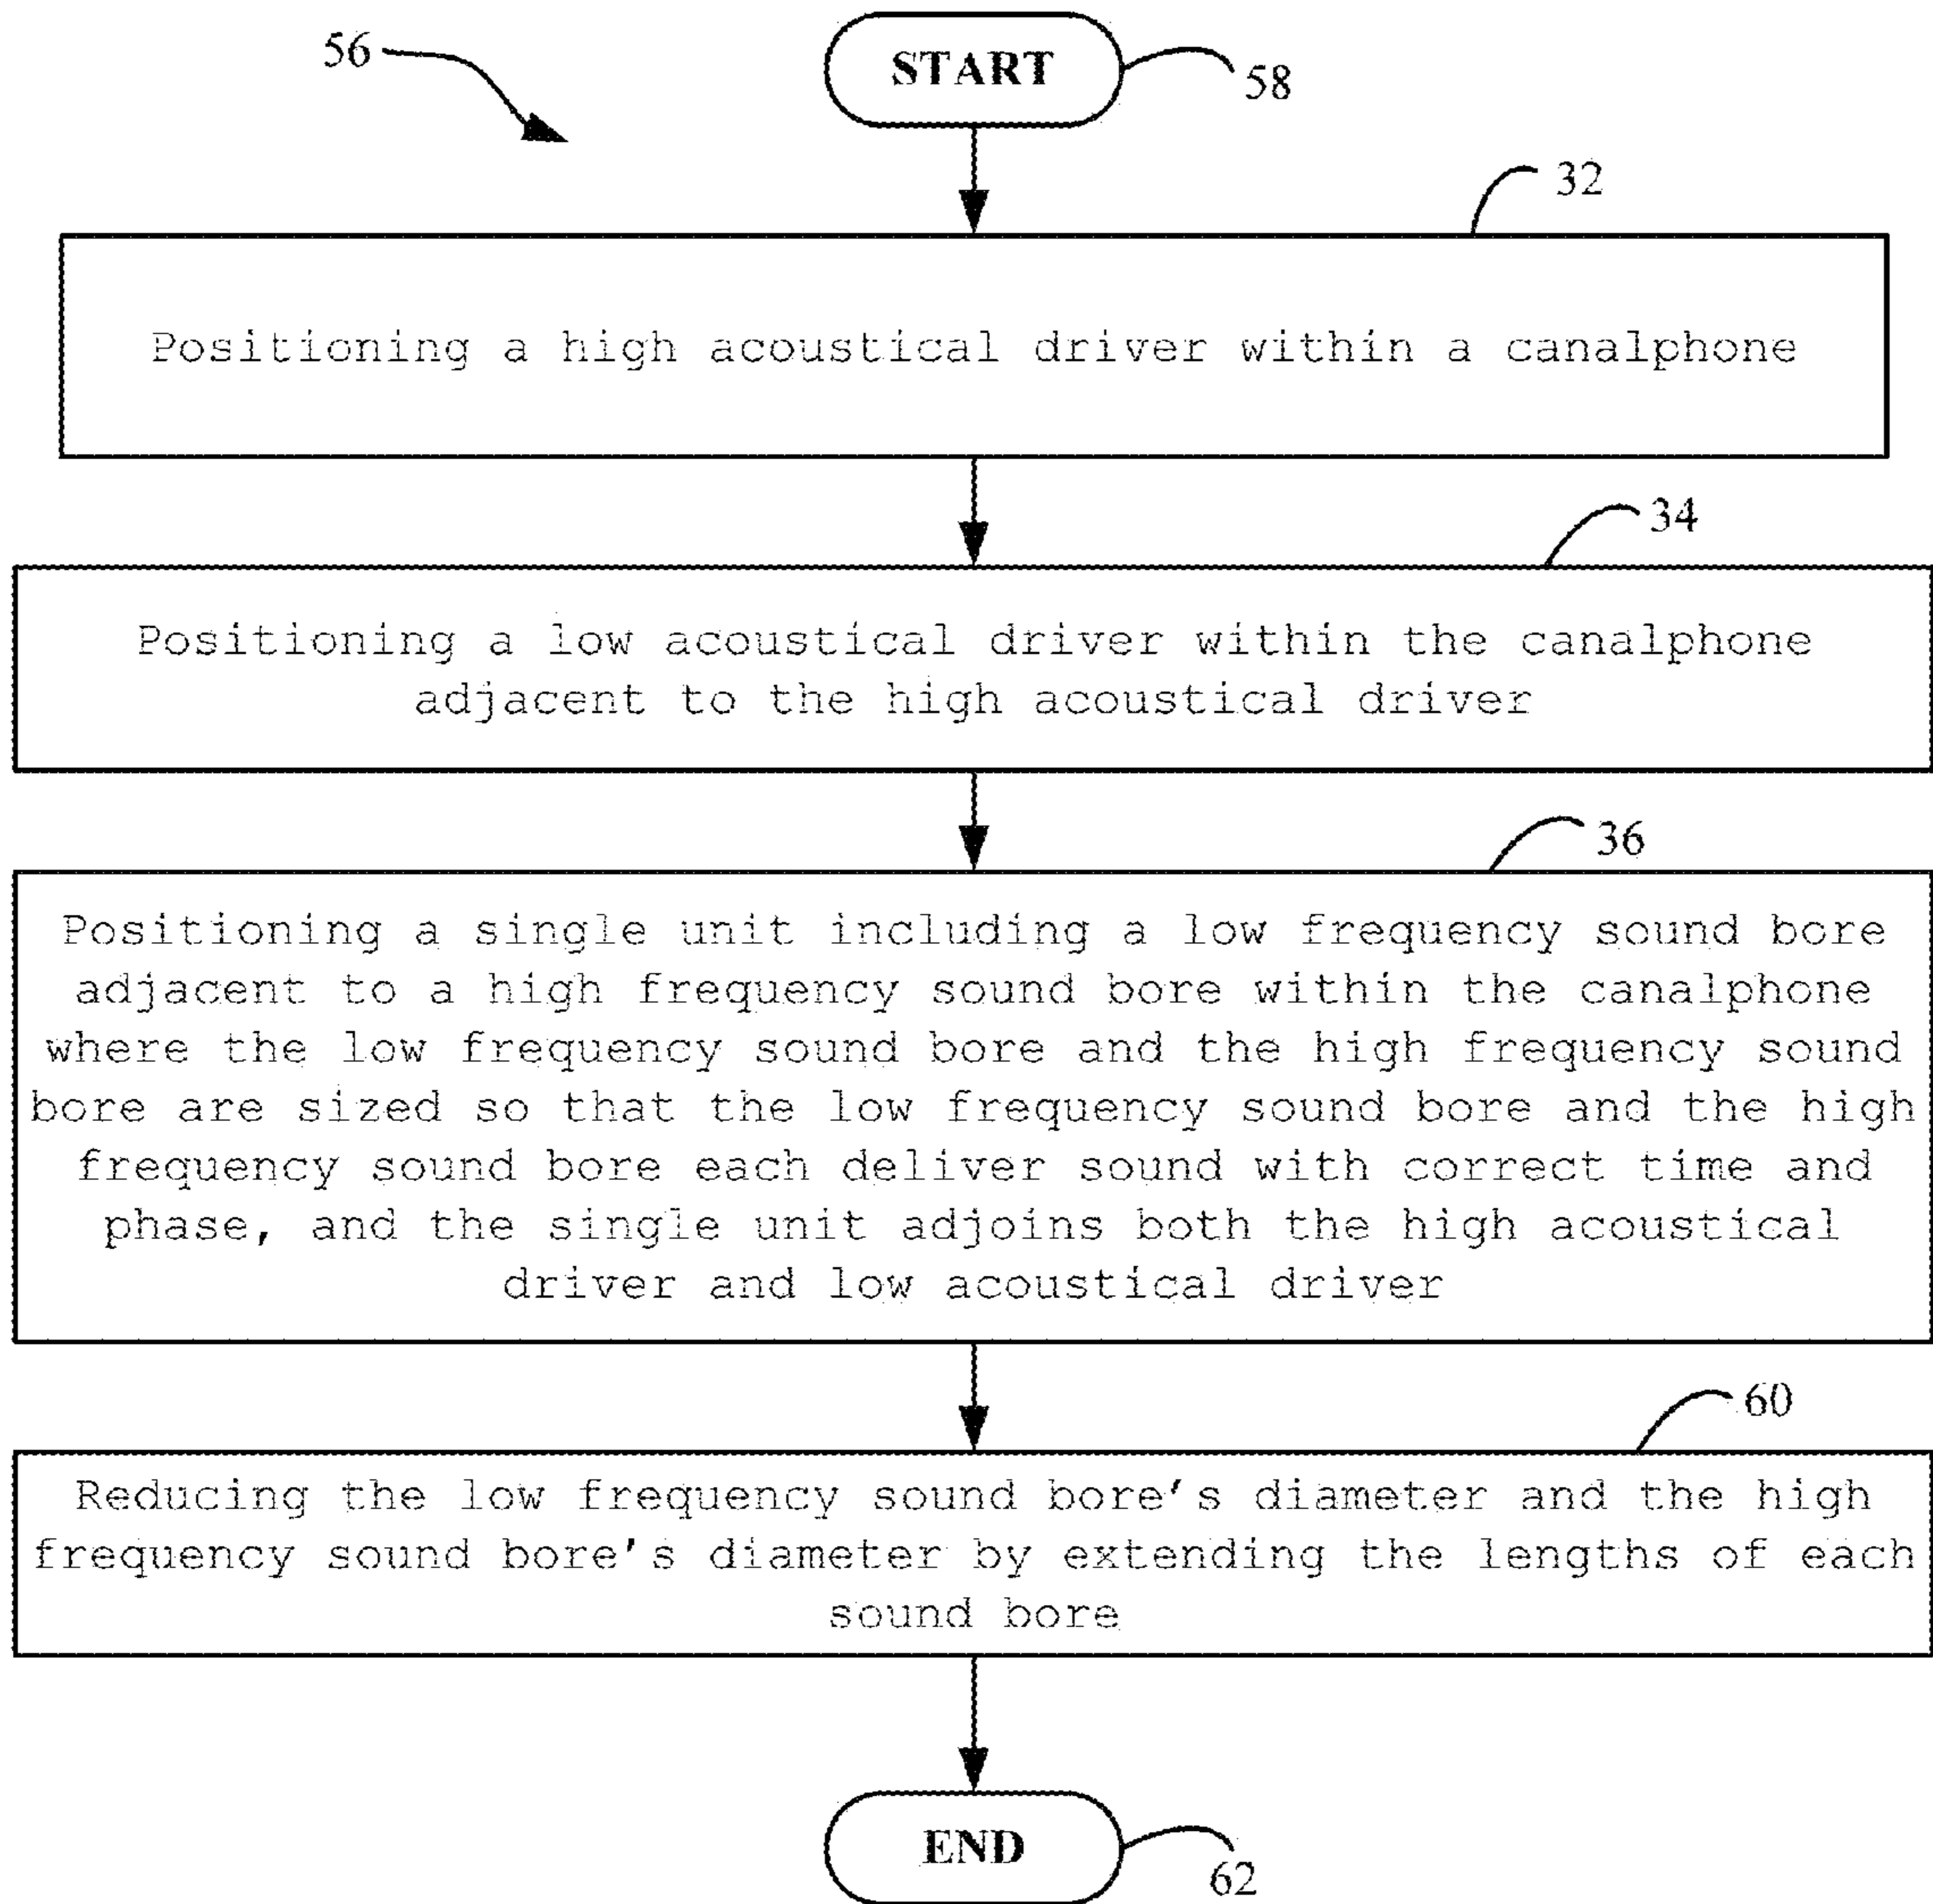 56
START
58
32
Positioning a high acoustical driver within a canalphone
34
Positioning a low acoustical driver within the canalphone
adjacent to the high acoustical driver
36
Positioning a single unit including a low frequency sound bore
adjacent to a high frequency sound bore within the canalphone
where the low frequency sound bore and the high frequency sound
bore are sized so that the low frequency sound bore and the high
frequency sound bore each deliver sound with correct time and
phase, and the single unit adjoins both the high acoustical
driver and low acoustical driver
60
Reducing the low frequency sound bore's diameter and the high
frequency sound bore's diameter by extending the lengths of each
sound bore
END
62